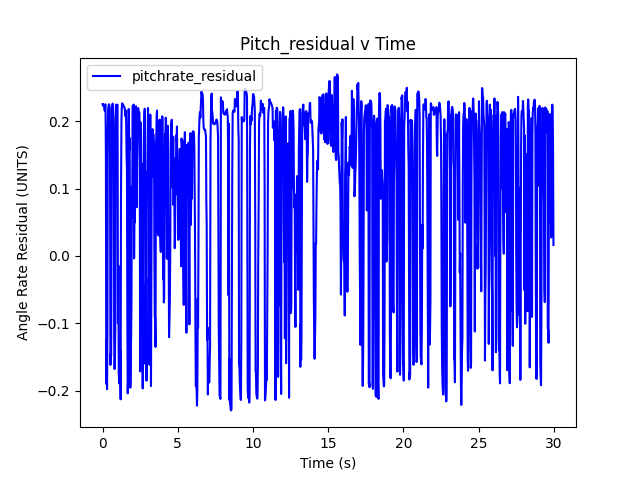 Pitch_residual v Time
pitchrate_residual
Angle Rate Residual (UNITS)
0.2
0.1
0.0
−0.1
−0.2
0 5 10 15 20 25 30
Time (s)